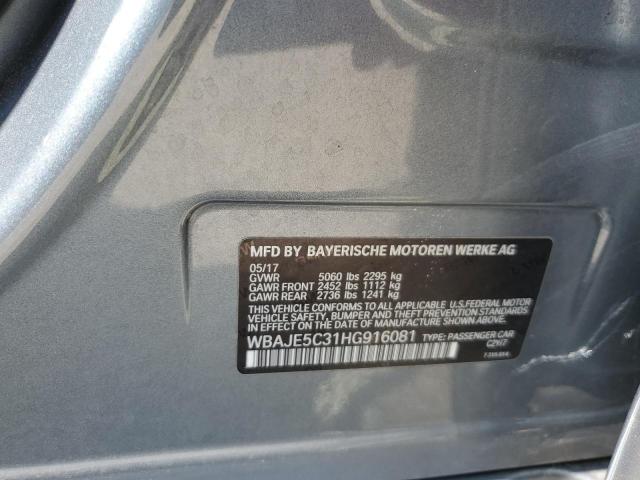 MFD BY BAYERISCHE MOTOREN WERKE AG
05/17
GVWR 5060 lbs 2295 kg
GAWR FRONT 2452 lbs 1112 kg
GAWR REAR 2736 lbs 1241 kg
THIS VEHICLE CONFORMS TO ALL APPLICABLE U.S.FEDERAL MOTOR
VEHICLE SAFETY, BUMPER AND THEFT PREVENTION STANDARDS
IN EFFECT ON THE DATE OF MANUFACTURE SHOWN ABOVE.
WBAJE5C31HG916081 TYPE: PASSENGER CAR